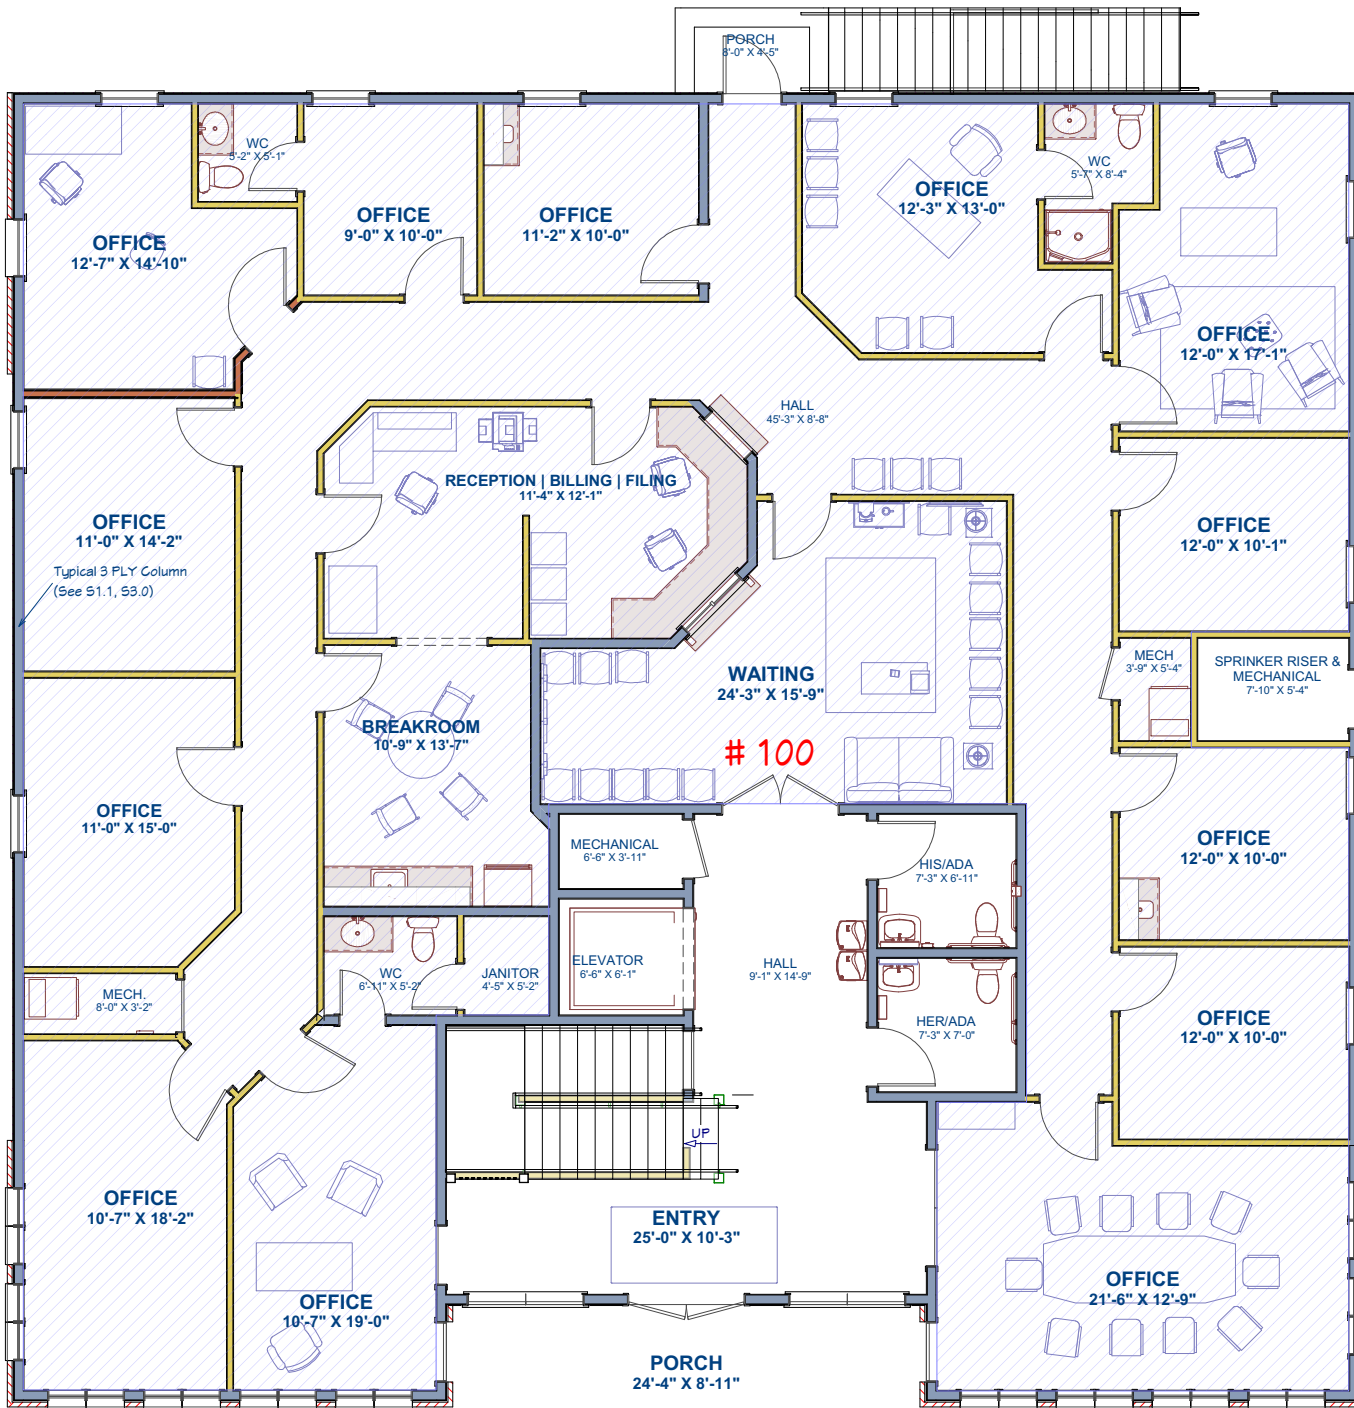 PORCH
8'-0" X 4'-5"
WC
5'-2" X 5'-1"
OFFICE
9'-0" X 10'-0"
OFFICE
11'-2" X 10'-0"
OFFICE
12'-3" X 13'-0"
WC
5'-7" X 8'-4"
OFFICE
12'-7" X 14'-10"
OFFICE
12'-0" X 17'-1"
HALL
45'-3" X 8'-8"
RECEPTION | BILLING | FILING
11'-4" X 12'-1"
OFFICE
11'-0" X 14'-2"
Typical 3 PLY Column
(See S1.1, S3.0)
OFFICE
12'-0" X 10'-1"
WAITING
24'-3" X 15'-9"
# 100
MECH
3'-9" X 5'-4"
SPRINKER RISER &
MECHANICAL
7'-10" X 5'-4"
BREAKROOM
10'-9" X 13'-7"
OFFICE
11'-0" X 15'-0"
MECHANICAL
6'-6" X 3'-11"
HIS/ADA
7'-3" X 6'-11"
OFFICE
12'-0" X 10'-0"
WC
6'-11" X 5'-2"
JANITOR
4'-5" X 5'-2"
ELEVATOR
6'-6" X 6'-1"
HALL
9'-1" X 14'-9"
MECH.
8'-0" X 3'-2"
HER/ADA
7'-3" X 7'-0"
OFFICE
12'-0" X 10'-0"
UP
OFFICE
10'-7" X 18'-2"
ENTRY
25'-0" X 10'-3"
OFFICE
10'-7" X 19'-0"
OFFICE
21'-6" X 12'-9"
PORCH
24'-4" X 8'-11"